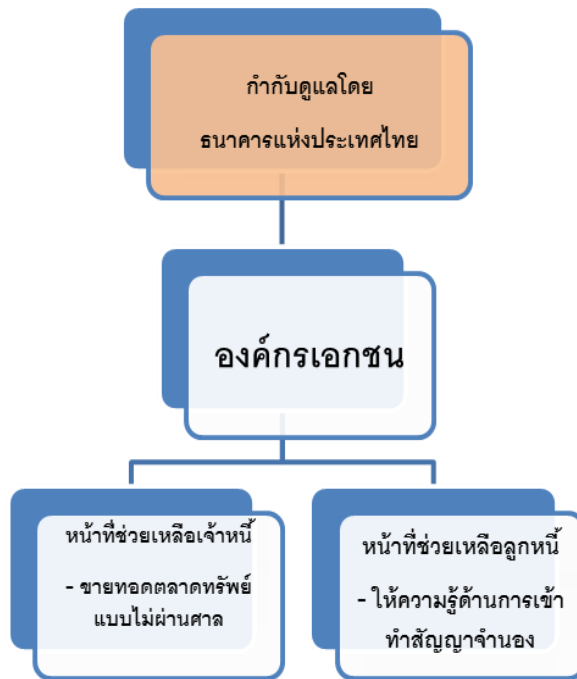 กำกับดูแลโดย
ธนาคารแห่งประเทศไทย
องค์กรเอกชน
หน้าที่ช่วยเหลือเจ้าหนี้
- ขายทอดตลาดทรัพย์
แบบไม่ผ่านศาล
หน้าที่ช่วยเหลือลูกหนี้
- ให้ความรู้ด้านการเข้า
ทำสัญญาจำนอง